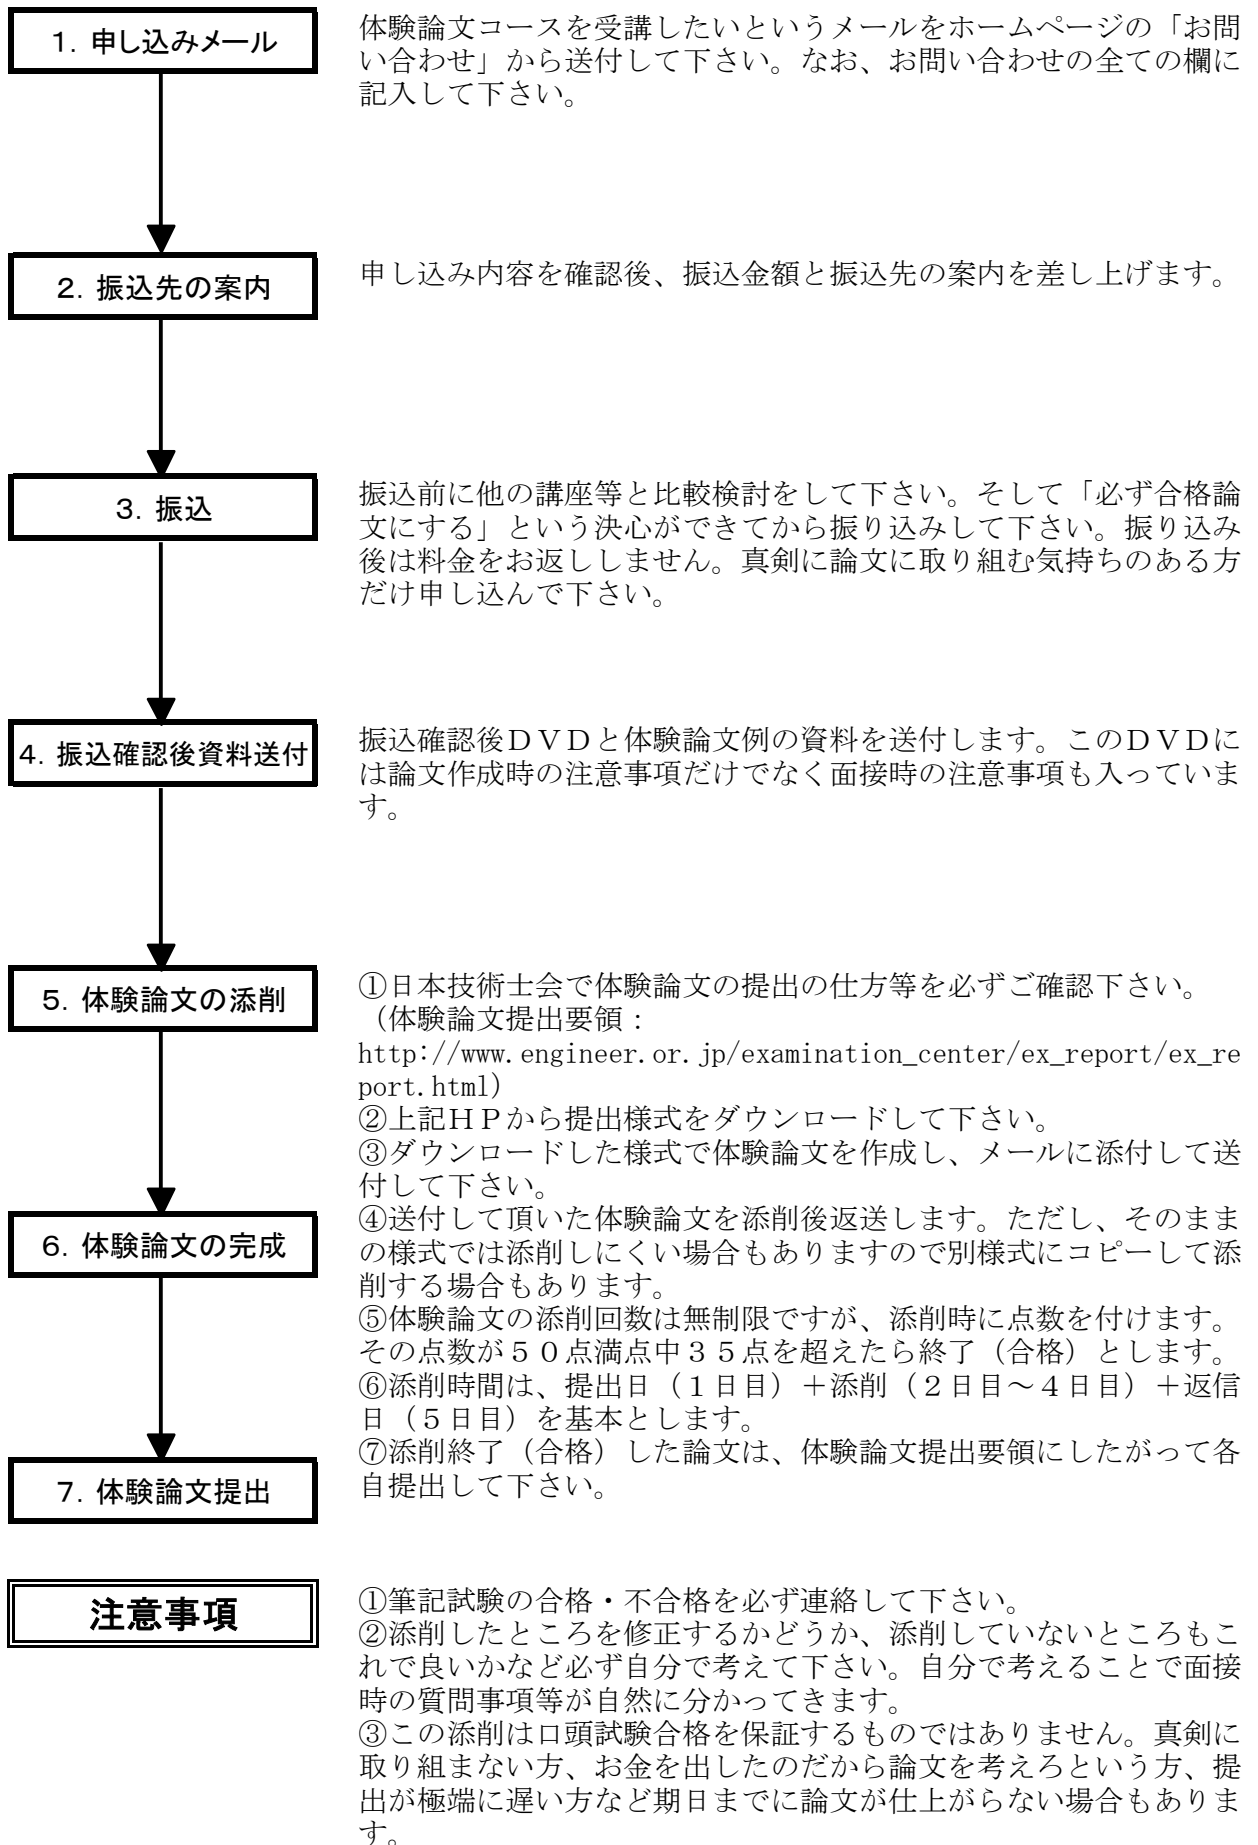 1．申し込みメール
体験論文コースを受講したいというメールをホームページの「お問
い合わせ」から送付して下さい。なお、お問い合わせの全ての欄に
記入して下さい。
2．振込先の案内
申し込み内容を確認後、振込金額と振込先の案内を差し上げます。
3．振込
振込前に他の講座等と比較検討をして下さい。そして「必ず合格論
文にする」という決心ができてから振り込みして下さい。振り込み
後は料金をお返ししません。真剣に論文に取り組む気持ちのある方
だけ申し込んで下さい。
4．振込確認後資料送付
振込確認後ＤＶＤと体験論文例の資料を送付します。このＤＶＤに
は論文作成時の注意事項だけでなく面接時の注意事項も入っていま
す。
5．体験論文の添削
①日本技術士会で体験論文の提出の仕方等を必ずご確認下さい。
（体験論文提出要領：
http://www.engineer.or.jp/examination_center/ex_report/ex_re
port.html）
②上記ＨＰから提出様式をダウンロードして下さい。
③ダウンロードした様式で体験論文を作成し、メールに添付して送
付して下さい。
6．体験論文の完成
④送付して頂いた体験論文を添削後返送します。ただし、そのまま
の様式では添削しにくい場合もありますので別様式にコピーして添
削する場合もあります。
⑤体験論文の添削回数は無制限ですが、添削時に点数を付けます。
その点数が５０点満点中３５点を超えたら終了（合格）とします。
⑥添削時間は、提出日（１日目）＋添削（２日目～４日目）＋返信
日（５日目）を基本とします。
7．体験論文提出
⑦添削終了（合格）した論文は、体験論文提出要領にしたがって各
自提出して下さい。
注意事項
①筆記試験の合格・不合格を必ず連絡して下さい。
②添削したところを修正するかどうか、添削していないところもこ
れで良いかなど必ず自分で考えて下さい。自分で考えることで面接
時の質問事項等が自然に分かってきます。
③この添削は口頭試験合格を保証するものではありません。真剣に
取り組まない方、お金を出したのだから論文を考えろという方、提
出が極端に遅い方など期日までに論文が仕上がらない場合もありま
す。